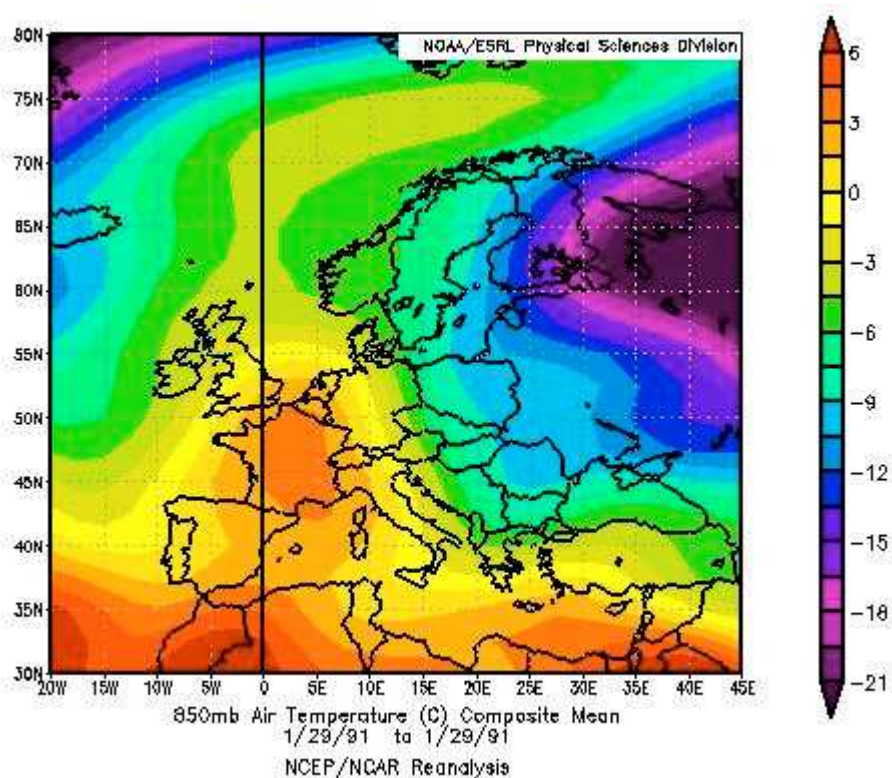 NOAA/ESRL Physical Sciences Division
90N
75N
70N
65N
60N
55N
50N
45N
40N
35N
30N
20W 15W 10W 5W 0 5E 10E 15E 20E 25E 30E 35E 40E 45E
6
3
0
-3
-6
-9
-12
-15
-18
-21
850mb Air Temperature (C) Composite Mean
1/29/91 to 1/29/91
NCEP/NCAR Reanalysis